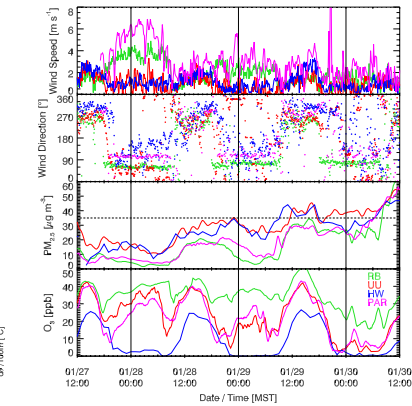 8
6
4
2
0
Wind Speed [m s⁻¹]
360
270
180
90
0
Wind Direction [°]
60
50
40
30
20
10
0
PM2.5 [μg m⁻³]
50
40
30
20
10
0
O3 [ppb]
RB
UU
HW
PAR
01/27 01/28 01/28 01/29 01/29 01/30 01/30
12:00 00:00 12:00 00:00 12:00 00:00 12:00
Date / Time [MST]